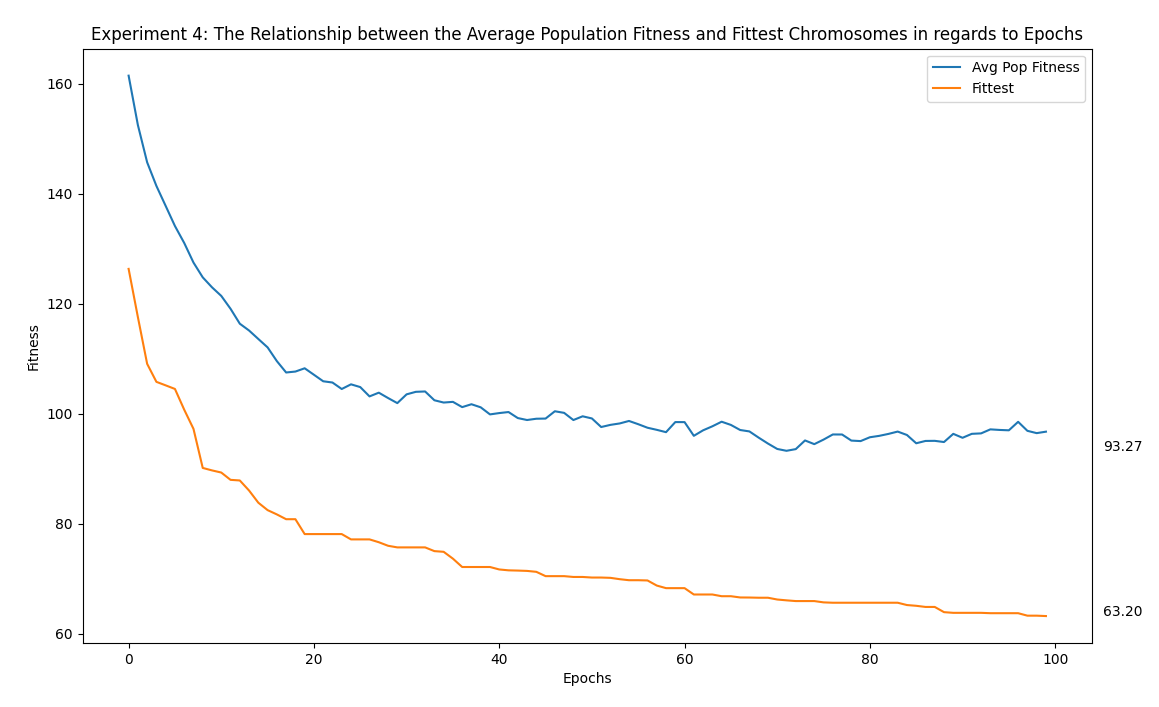 Experiment 4: The Relationship between the Average Population Fitness and Fittest Chromosomes in regards to Epochs
Avg Pop Fitness
Fittest
160
140
120
100
80
60
Fitness
93.27
63.20
0
20
40
60
80
100
Epochs